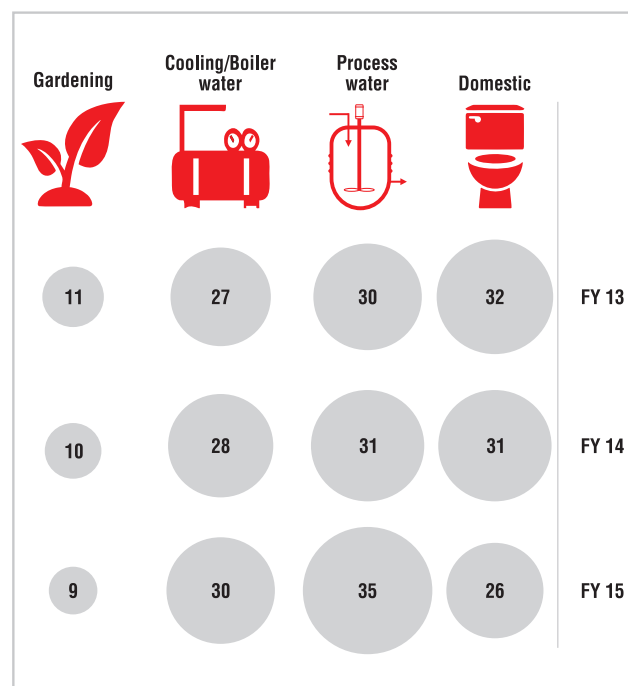 Gardening
Cooling/Boiler
water
Process
water
Domestic
11 27 30 32 FY 13
10 28 31 31 FY 14
9 30 35 26 FY 15